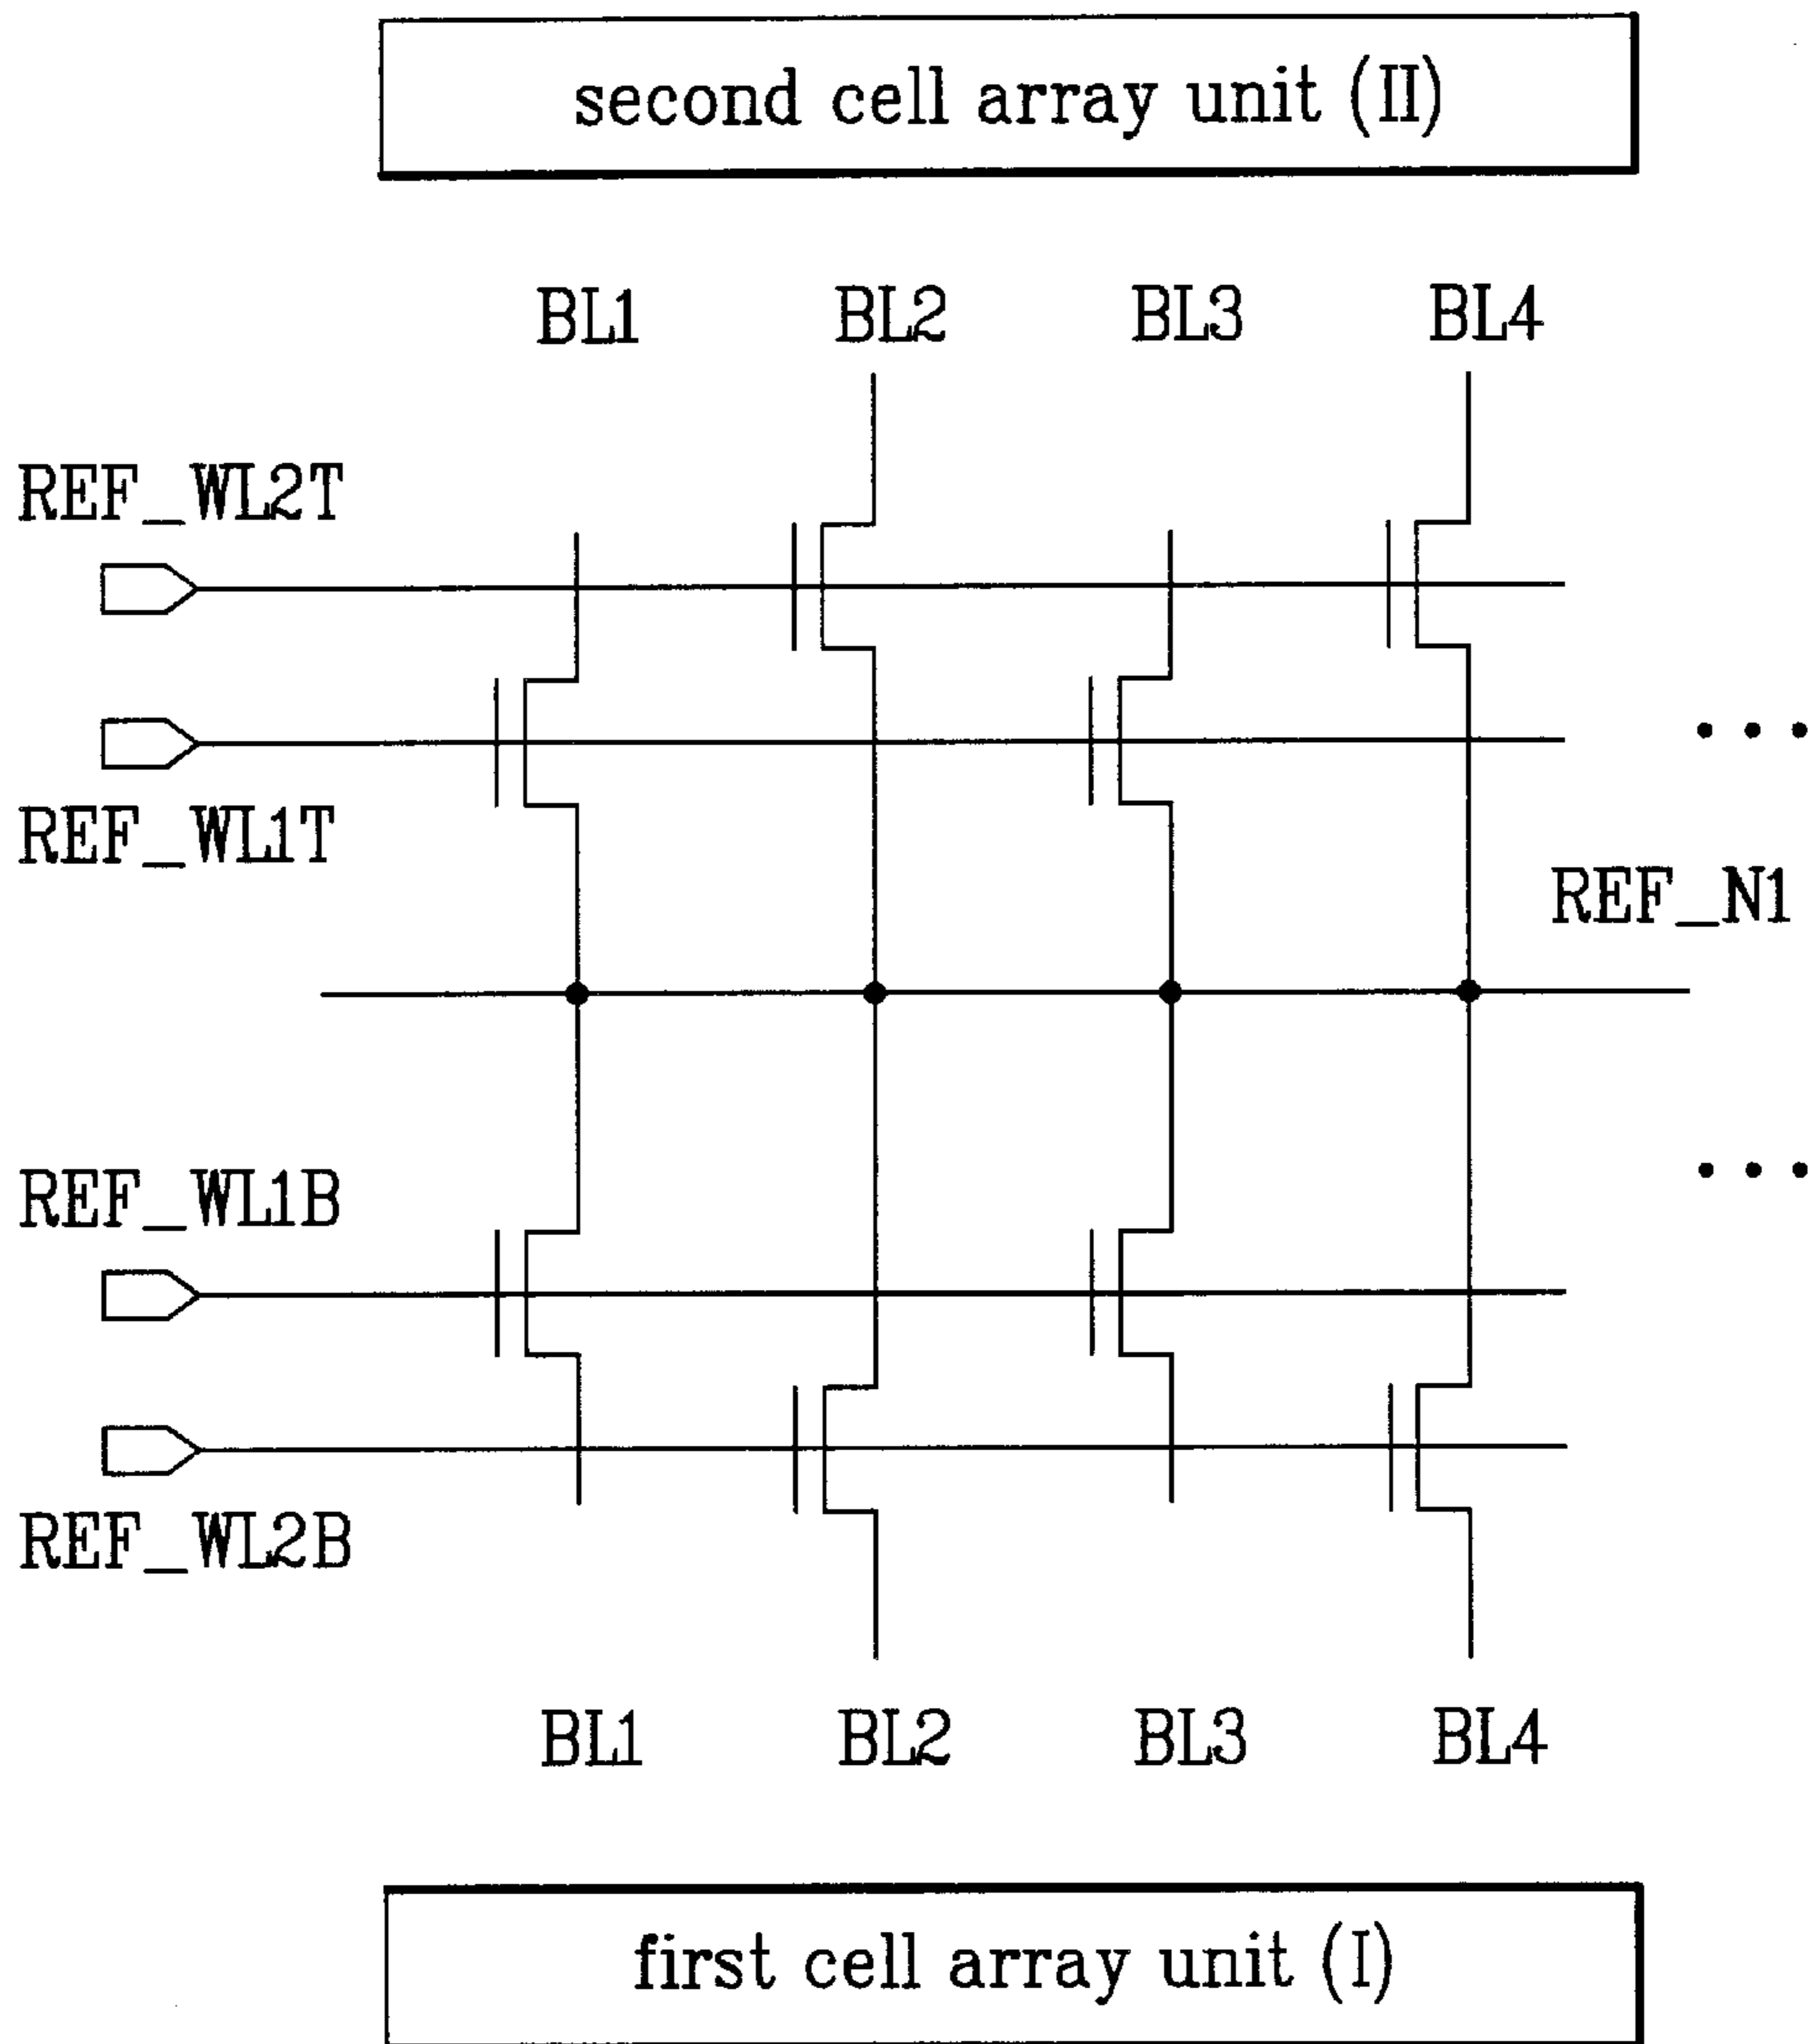 second cell array unit (II)
BL1 BL2 BL3 BL4
REF_WL2T
REF_WL1T
REF_N1
REF_WL1B
REF_WL2B
BL1 BL2 BL3 BL4
first cell array unit (I)